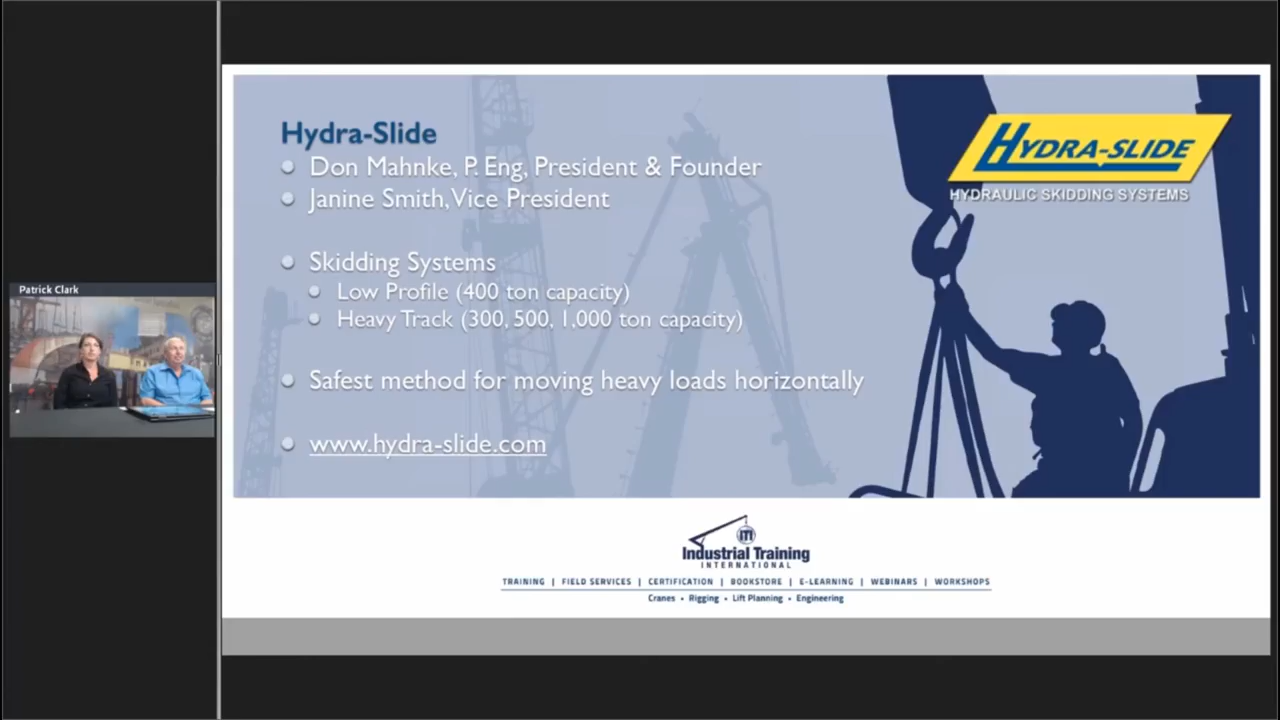 Patrick Clark
Hydra-Slide
Don Mahnke, P. Eng, President & Founder
Janine Smith, Vice President
Skidding Systems
Low Profile (400 ton capacity)
Heavy Track (300, 500, 1,000 ton capacity)
Safest method for moving heavy loads horizontally
www.hydra-slide.com
HYDRA-SLIDE
HYDRAULIC SKIDDING SYSTEMS
ITI
Industrial Training
INTERNATIONAL
TRAINING | FIELD SERVICES | CERTIFICATION | BOOKSTORE | E-LEARNING | WEBINARS | WORKSHOPS
Cranes • Rigging • Lift Planning • Engineering